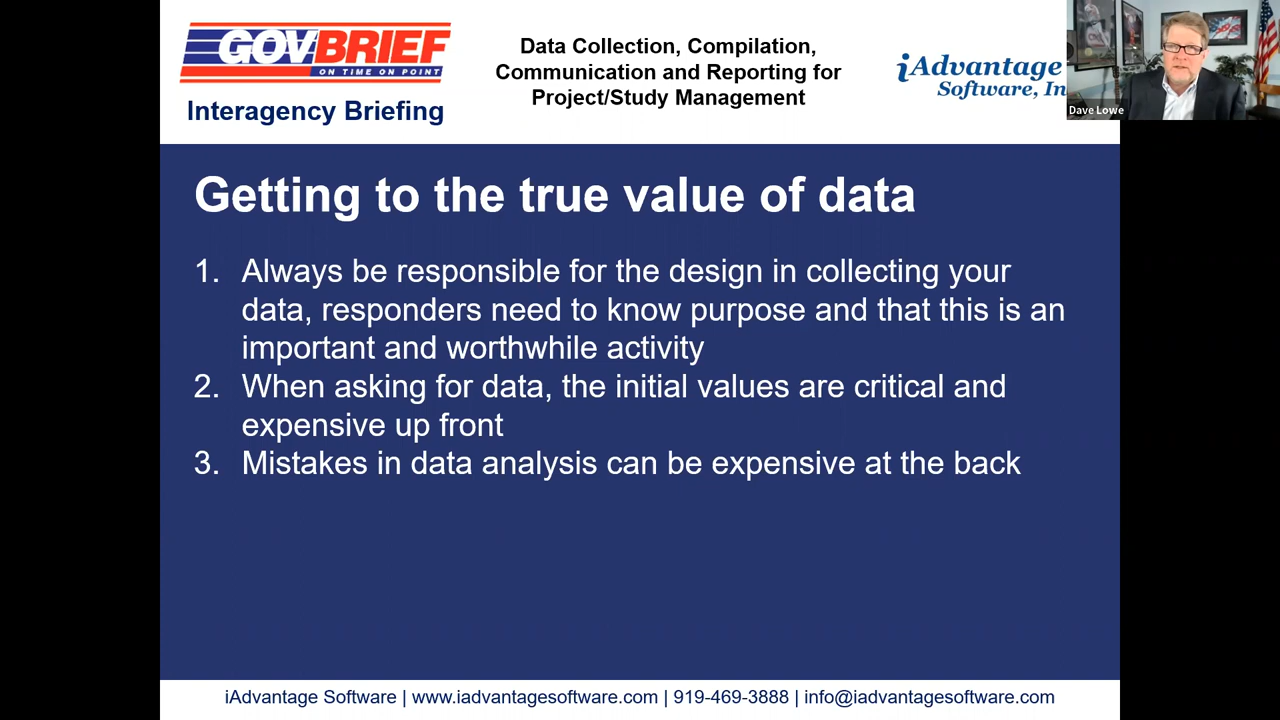 GOVBRIEF
ON TIME ON POINT
Interagency Briefing
Data Collection, Compilation,
Communication and Reporting for
Project/Study Management
iAdvantage
Software, In
Dave Lowe
Getting to the true value of data
1. Always be responsible for the design in collecting your
data, responders need to know purpose and that this is an
important and worthwhile activity
2. When asking for data, the initial values are critical and
expensive up front
3. Mistakes in data analysis can be expensive at the back
iAdvantage Software | www.iadvantagesoftware.com | 919-469-3888 | info@iadvantagesoftware.com